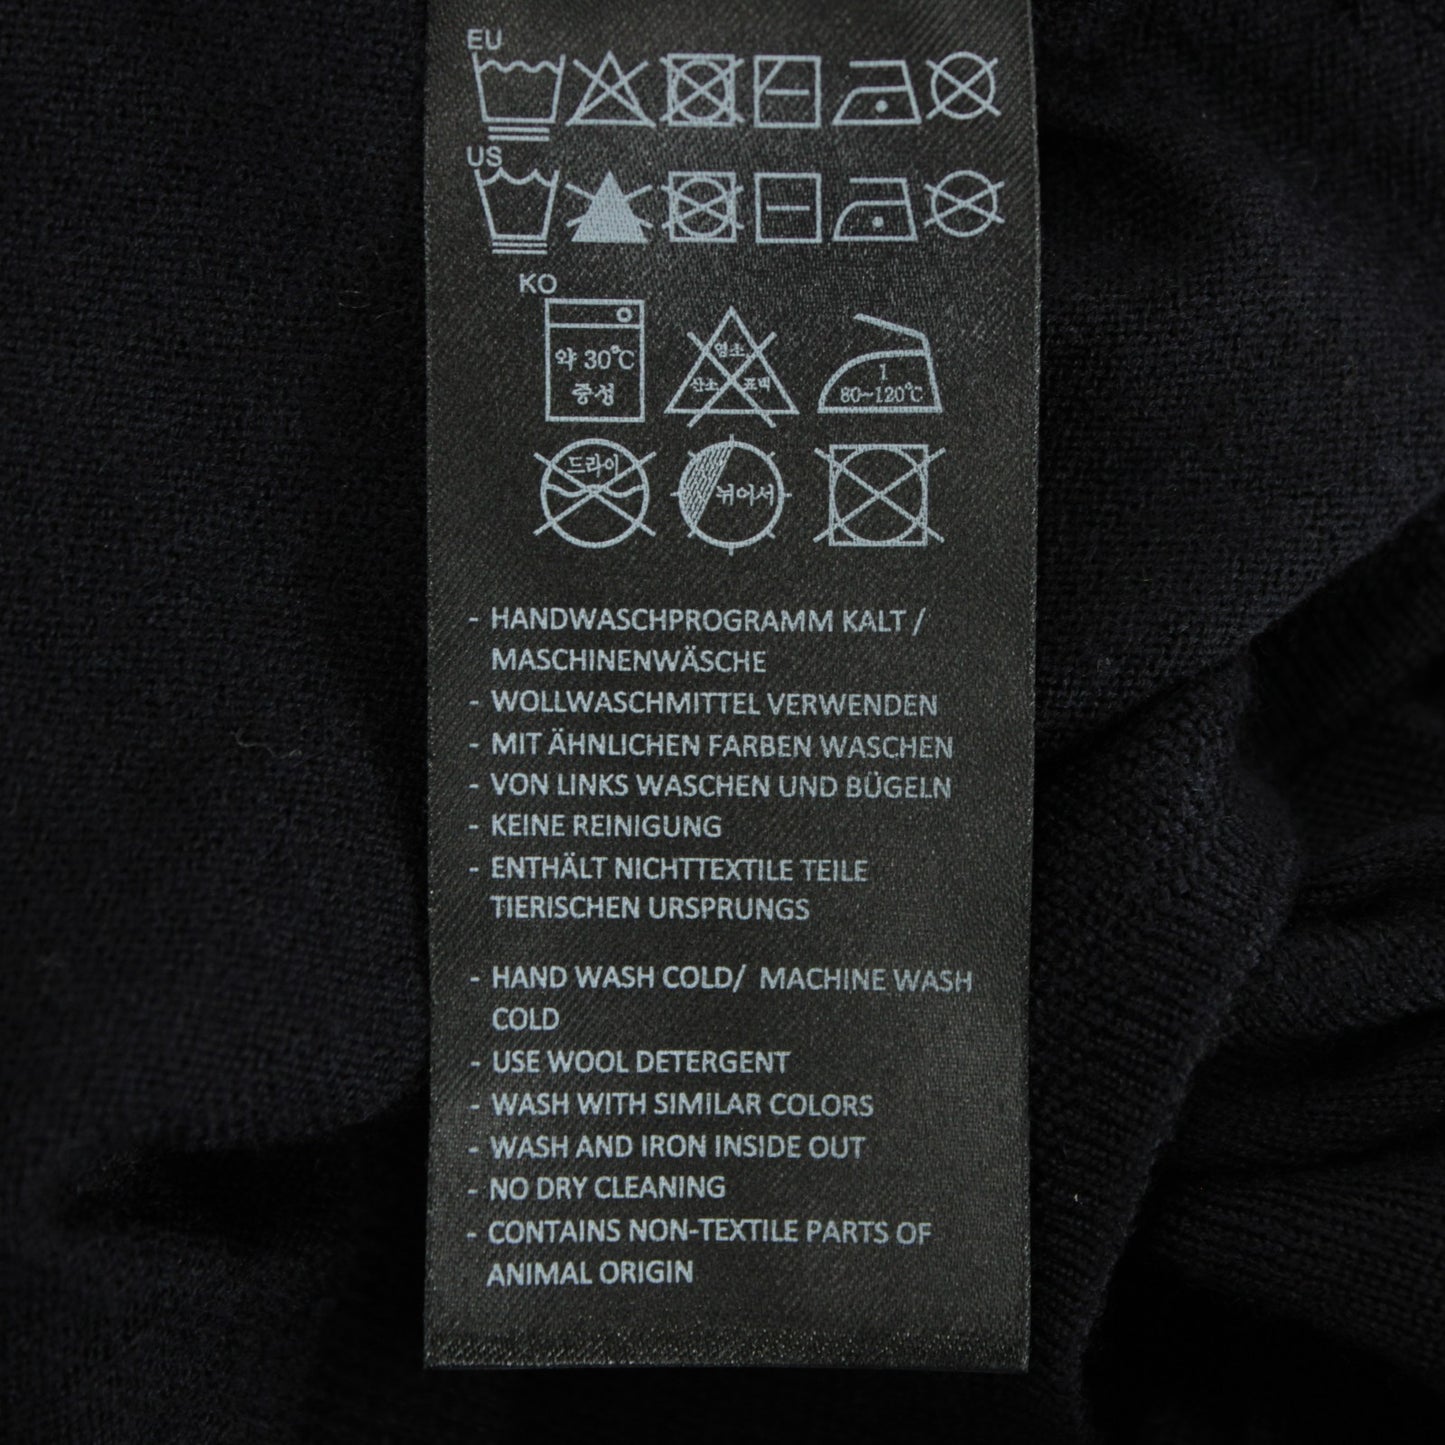 EU
US
KO
약 30℃
중성
염소
산소 표백
1
80~120℃
드라이
뉘어서
- HANDWASCHPROGRAMM KALT /
MASCHINENWÄSCHE
- WOLLWASCHMITTEL VERWENDEN
- MIT ÄHNLICHEN FARBEN WASCHEN
- VON LINKS WASCHEN UND BÜGELN
- KEINE REINIGUNG
- ENTHÄLT NICHTTEXTILE TEILE
TIERISCHEN URSPRUNGS
- HAND WASH COLD/ MACHINE WASH
COLD
- USE WOOL DETERGENT
- WASH WITH SIMILAR COLORS
- WASH AND IRON INSIDE OUT
- NO DRY CLEANING
- CONTAINS NON-TEXTILE PARTS OF
ANIMAL ORIGIN